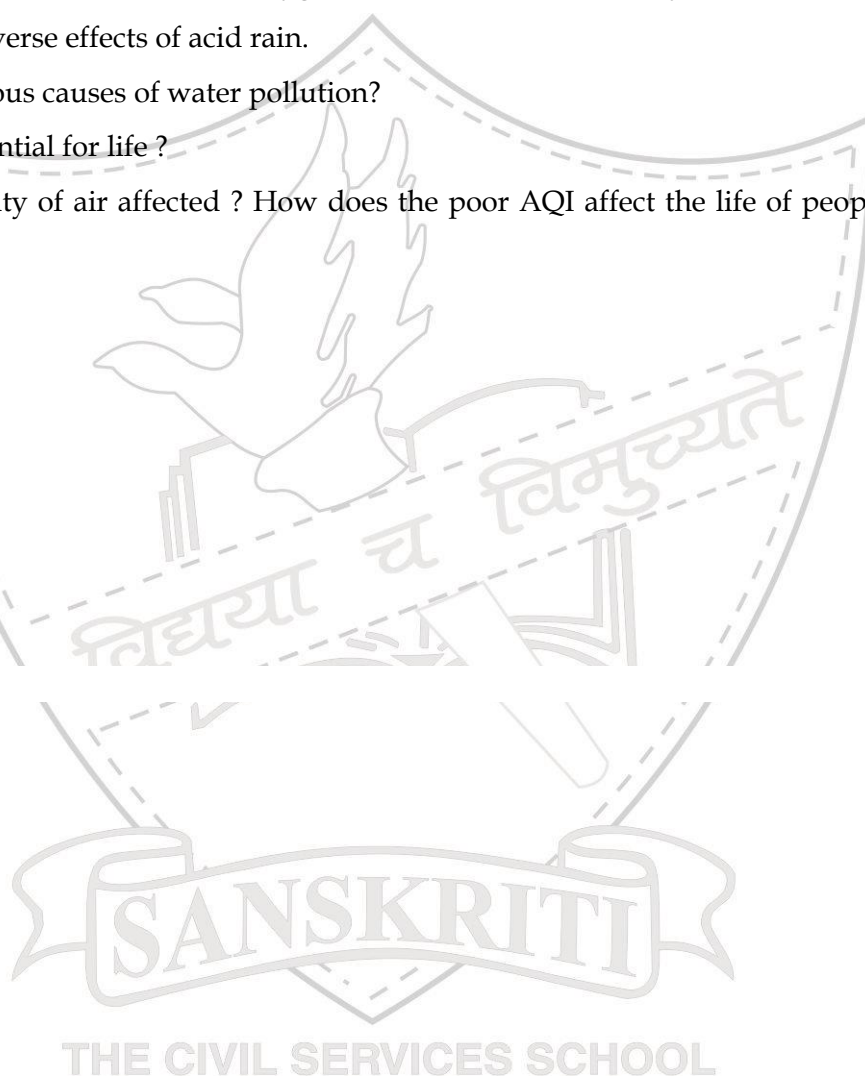 verse effects of acid rain.
ous causes of water pollution?
ntial for life ?
ty of air affected ? How does the poor AQI affect the life of peop
विद्यया च विमुच्यते
SANSKRITI
THE CIVIL SERVICES SCHOOL